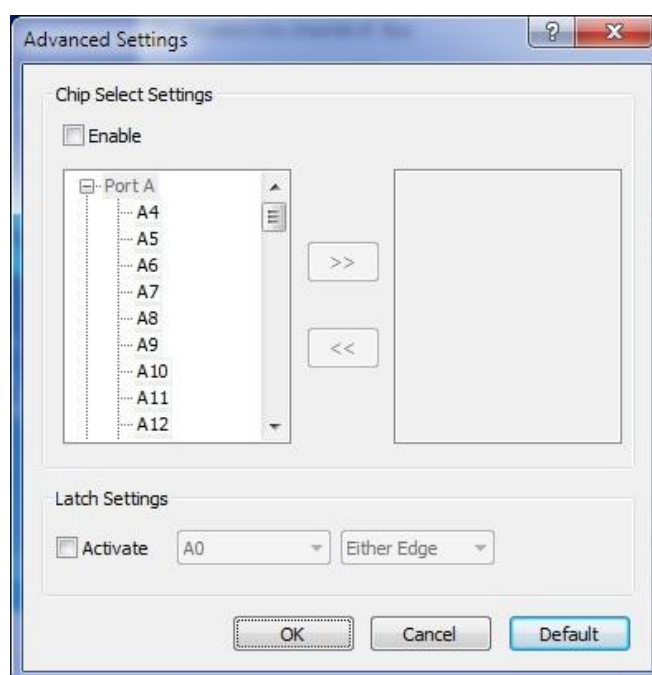 Advanced Settings
Chip Select Settings
Enable
Port A
A4
A5
A6
A7
A8
A9
A10
A11
A12
>>
<<
Latch Settings
Activate A0 Either Edge
OK Cancel Default